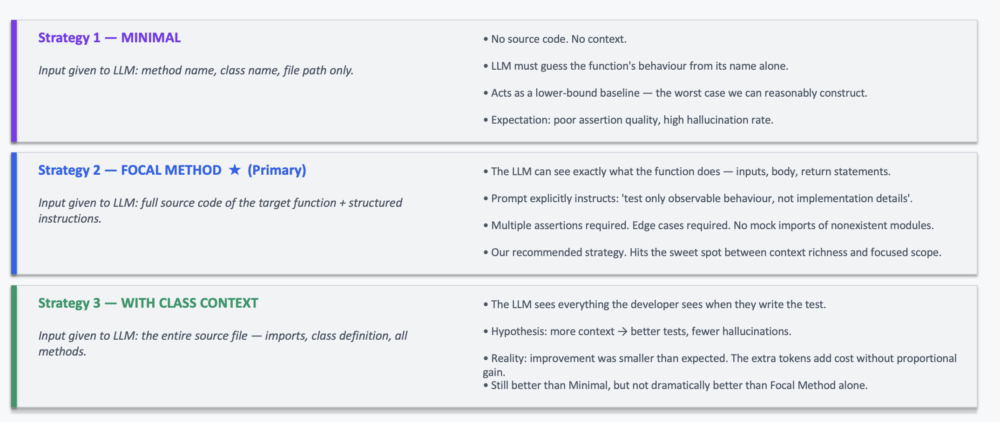 Strategy 1 — MINIMAL
Input given to LLM: method name, class name, file path only.
• No source code. No context.
• LLM must guess the function's behaviour from its name alone.
• Acts as a lower-bound baseline — the worst case we can reasonably construct.
• Expectation: poor assertion quality, high hallucination rate.
Strategy 2 — FOCAL METHOD ★ (Primary)
Input given to LLM: full source code of the target function + structured
instructions.
• The LLM can see exactly what the function does — inputs, body, return statements.
• Prompt explicitly instructs: 'test only observable behaviour, not implementation details'.
• Multiple assertions required. Edge cases required. No mock imports of nonexistent modules.
• Our recommended strategy. Hits the sweet spot between context richness and focused scope.
Strategy 3 — WITH CLASS CONTEXT
Input given to LLM: the entire source file — imports, class definition, all
methods.
• The LLM sees everything the developer sees when they write the test.
• Hypothesis: more context → better tests, fewer hallucinations.
• Reality: improvement was smaller than expected. The extra tokens add cost without proportional
gain.
• Still better than Minimal, but not dramatically better than Focal Method alone.